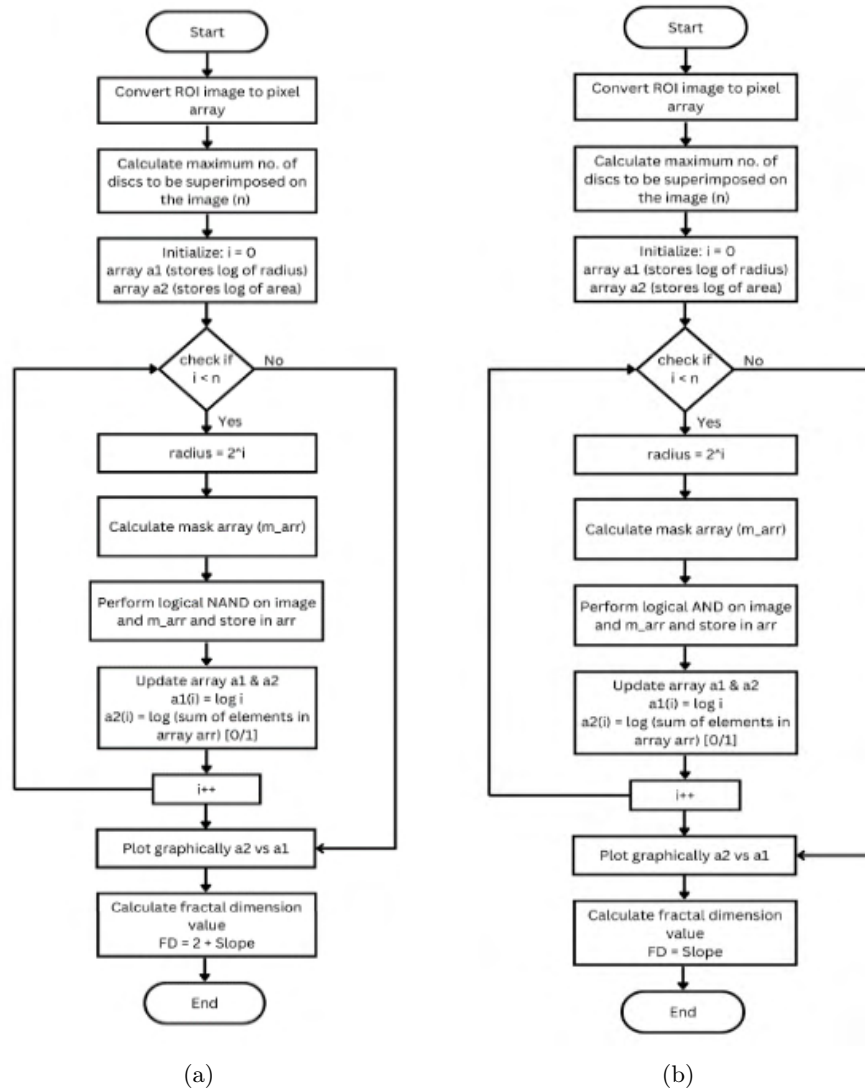 Start
Convert ROI image to pixel
array
Calculate maximum no. of
discs to be superimposed on
the image (n)
Initialize: i = 0
array a1 (stores log of radius)
array a2 (stores log of area)
check if
i < n
No
Yes
radius = 2^i
Calculate mask array (m_arr)
Perform logical NAND on image
and m_arr and store in arr
Update array a1 & a2
a1(i) = log i
a2(i) = log (sum of elements in
array arr) [0/1]
i++
Plot graphically a2 vs a1
Calculate fractal dimension
value
FD = 2 + Slope
End
(a)
Start
Convert ROI image to pixel
array
Calculate maximum no. of
discs to be superimposed on
the image (n)
Initialize: i = 0
array a1 (stores log of radius)
array a2 (stores log of area)
check if
i < n
No
Yes
radius = 2^i
Calculate mask array (m_arr)
Perform logical AND on image
and m_arr and store in arr
Update array a1 & a2
a1(i) = log i
a2(i) = log (sum of elements in
array arr) [0/1]
i++
Plot graphically a2 vs a1
Calculate fractal dimension
value
FD = Slope
End
(b)